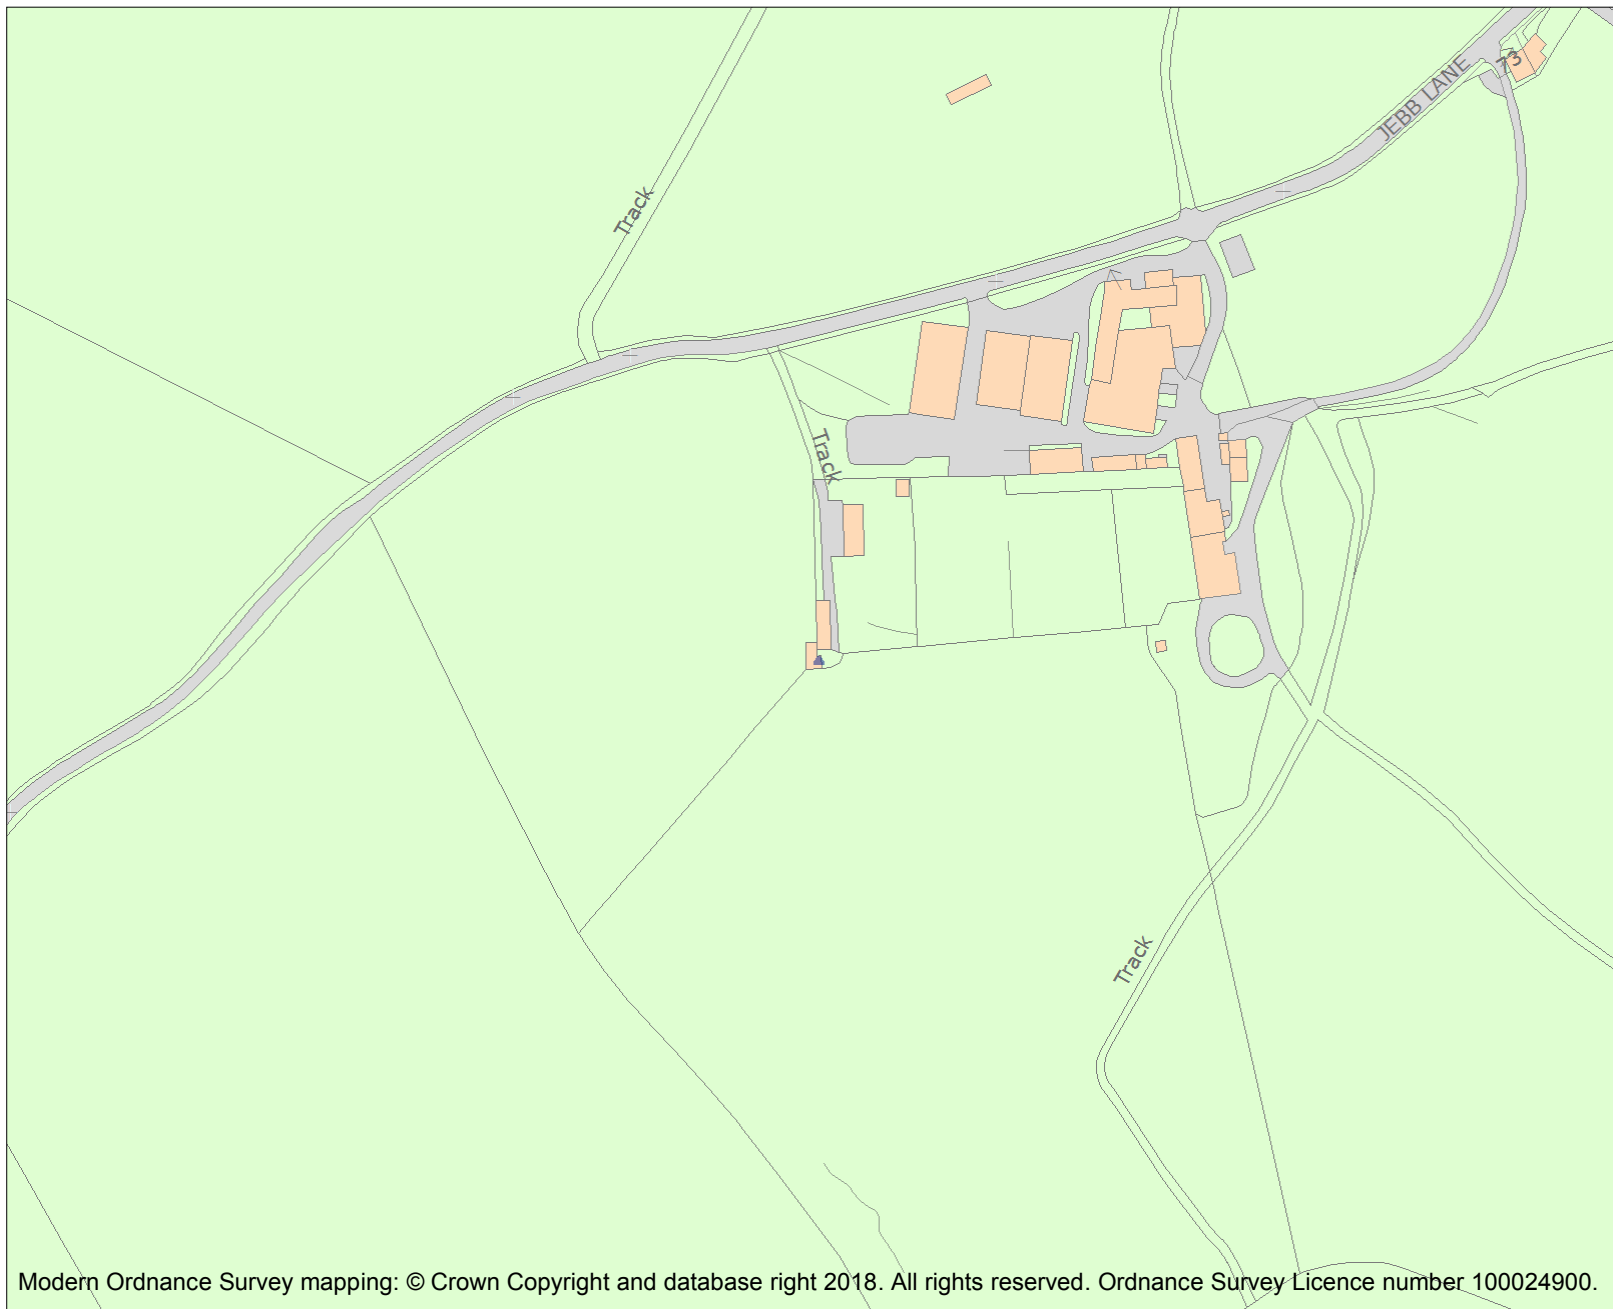 73
JEBB LANE
Track
Track
Track
Modern Ordnance Survey mapping: © Crown Copyright and database right 2018. All rights reserved. Ordnance Survey Licence number 100024900.